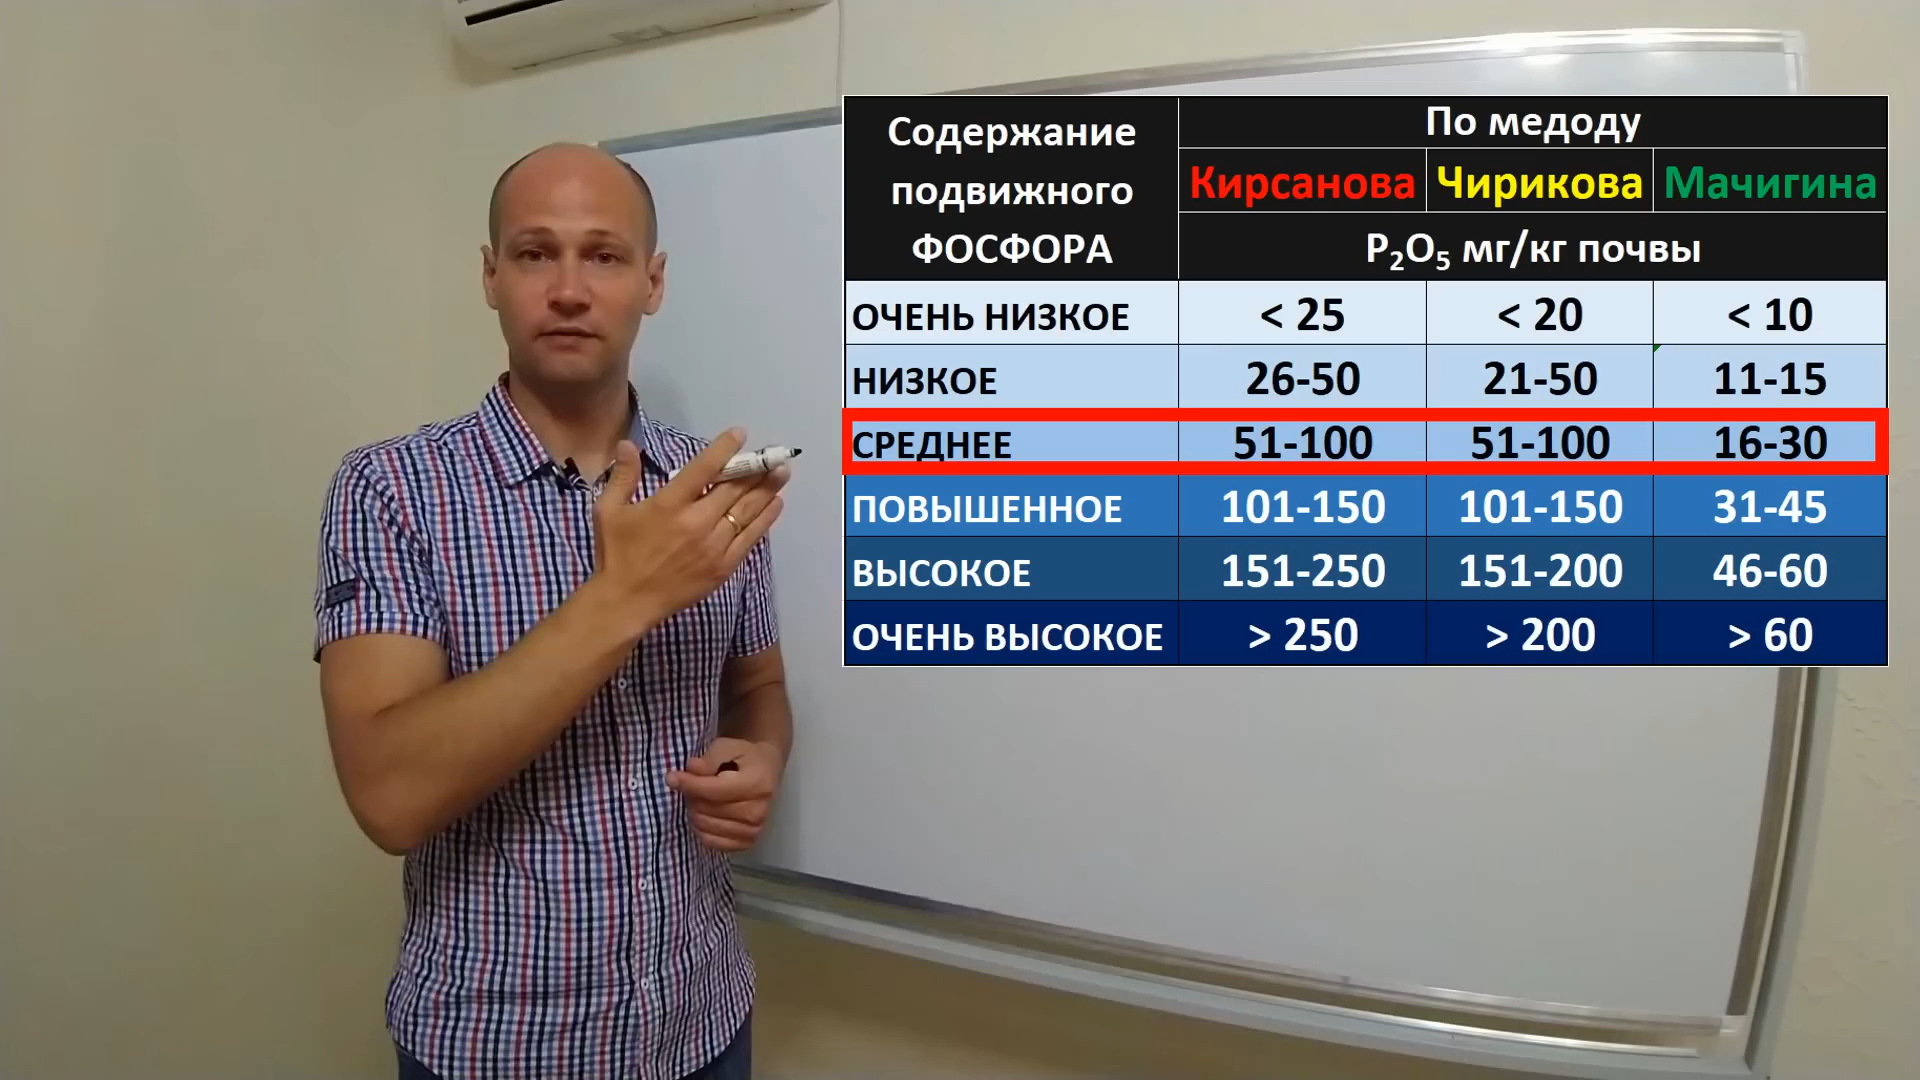 Содержание подвижного ФОСФОРА
По медоду
Кирсанова Чирикова Мачигина
P₂O₅ мг/кг почвы
ОЧЕНЬ НИЗКОЕ < 25 < 20 < 10
НИЗКОЕ 26-50 21-50 11-15
СРЕДНЕЕ 51-100 51-100 16-30
ПОВЫШЕННОЕ 101-150 101-150 31-45
ВЫСОКОЕ 151-250 151-200 46-60
ОЧЕНЬ ВЫСОКОЕ > 250 > 200 > 60